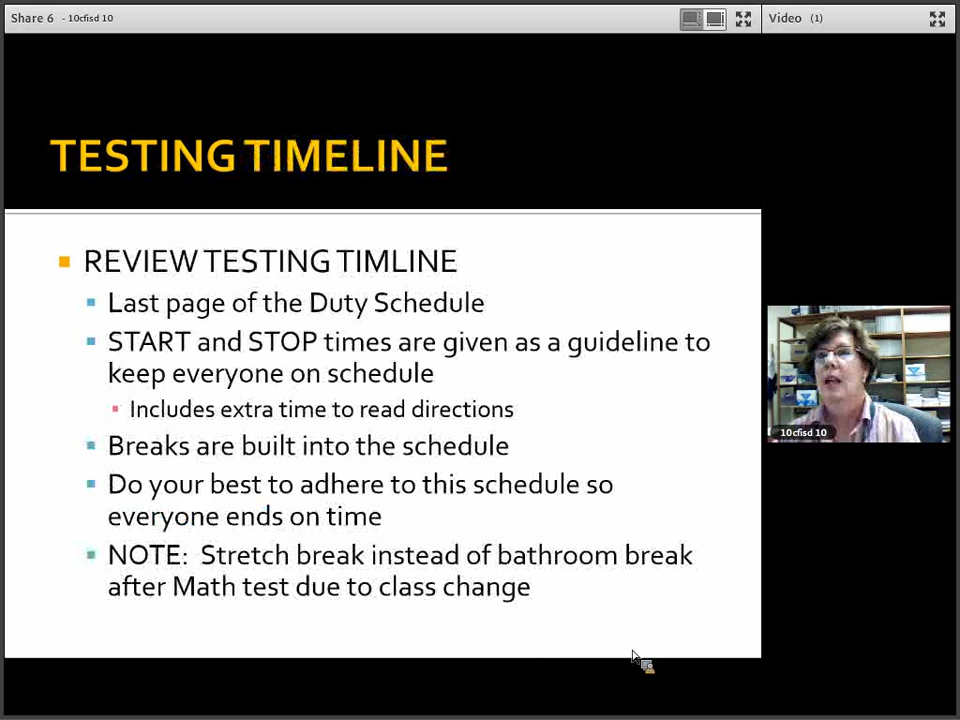 Share 6 - 10cfisd 10
Video (1)
TESTING TIMELINE
REVIEW TESTING TIMLINE
Last page of the Duty Schedule
START and STOP times are given as a guideline to
keep everyone on schedule
Includes extra time to read directions
Breaks are built into the schedule
Do your best to adhere to this schedule so
everyone ends on time
NOTE: Stretch break instead of bathroom break
after Math test due to class change
10cfisd 10